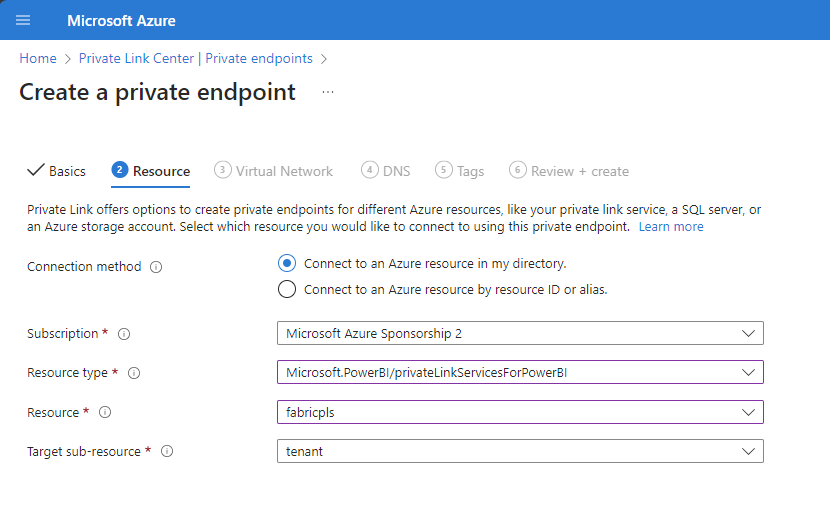 Microsoft Azure
Home > Private Link Center | Private endpoints >
Create a private endpoint ...
Basics 2 Resource 3 Virtual Network 4 DNS 5 Tags 6 Review + create
Private Link offers options to create private endpoints for different Azure resources, like your private link service, a SQL server, or
an Azure storage account. Select which resource you would like to connect to using this private endpoint. Learn more
Connection method
Connect to an Azure resource in my directory.
Connect to an Azure resource by resource ID or alias.
Subscription * Microsoft Azure Sponsorship 2
Resource type * Microsoft.PowerBI/privateLinkServicesForPowerBI
Resource * fabricpls
Target sub-resource * tenant